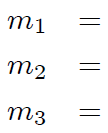 m₁ =
m₂ =
m₃ =